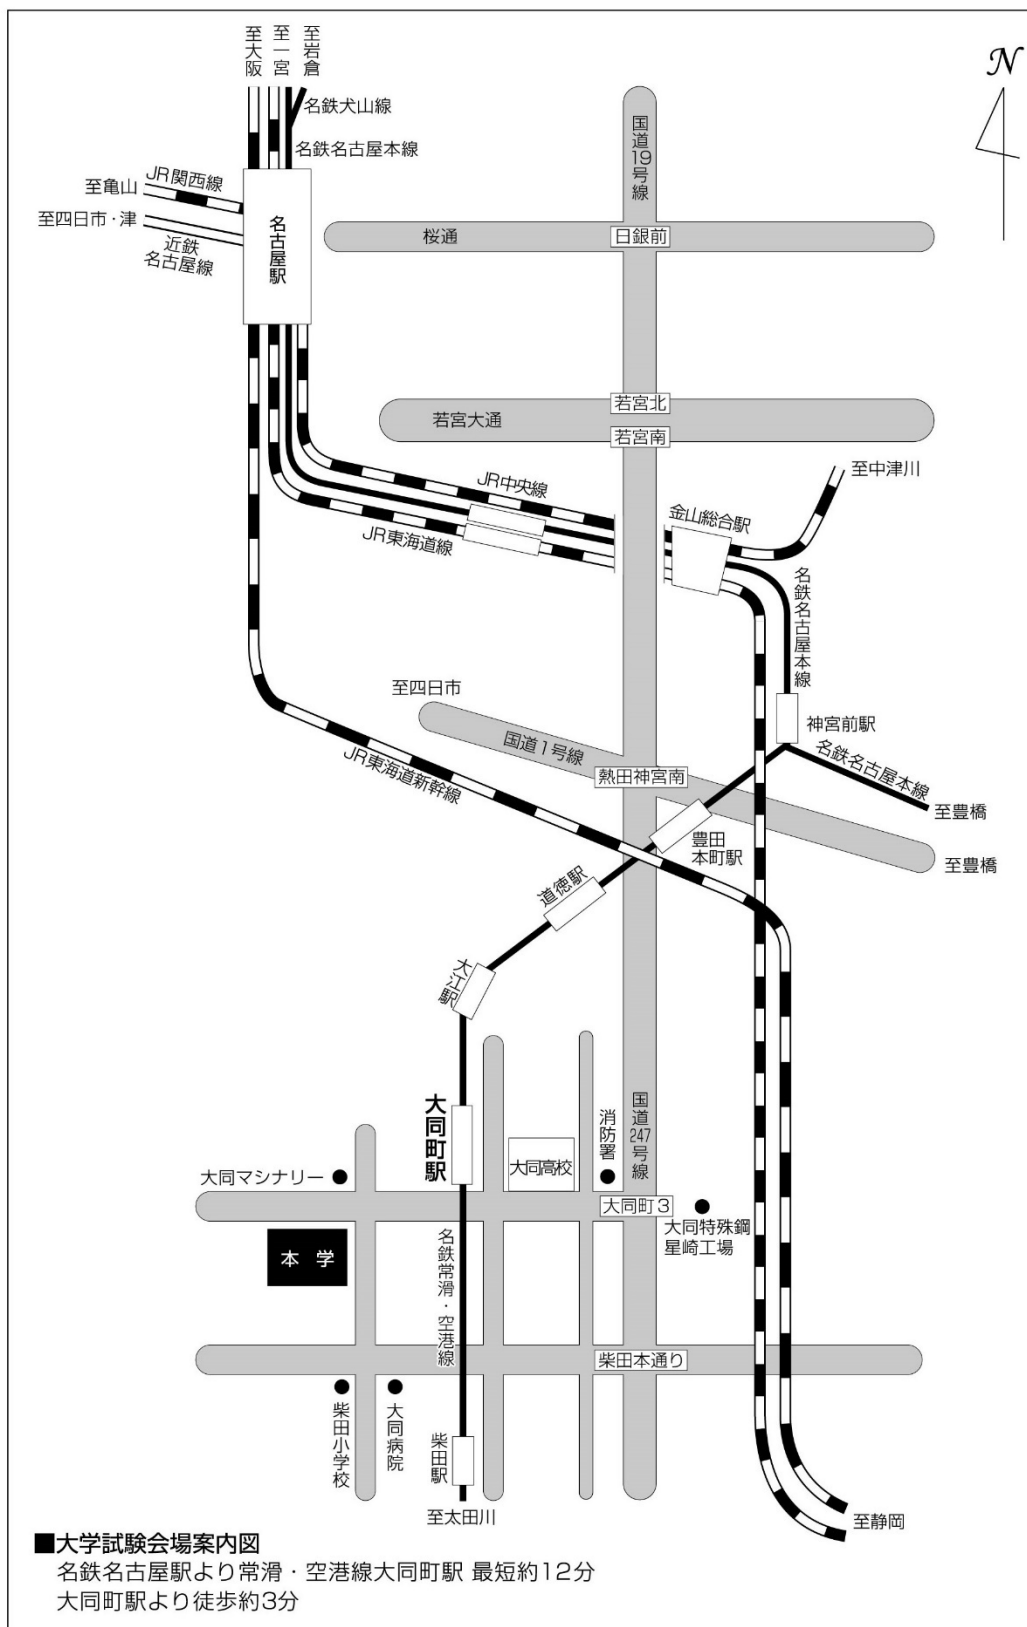 至大阪
至一宮
至岩倉
N
名鉄犬山線
名鉄名古屋本線
国道19号線
JR関西線
至亀山
至四日市・津
近鉄
名古屋線
名古屋駅
桜通
日銀前
若宮北
若宮大通
若宮南
至中津川
JR中央線
金山総合駅
JR東海道線
名鉄名古屋本線
至四日市
国道1号線
神宮前駅
名鉄名古屋本線
JR東海道新幹線
熱田神宮南
至豊橋
豊田
本町駅
至豊橋
道徳駅
大江駅
大同町駅
消防署
国道247号線
大同高校
大同マシナリー
大同町3
大同特殊鋼
星崎工場
本 学
名鉄常滑・空港線
柴田本通り
柴田小学校
大同病院
柴田駅
至太田川
至静岡
■大学試験会場案内図
名鉄名古屋駅より常滑・空港線大同町駅 最短約12分
大同町駅より徒歩約3分